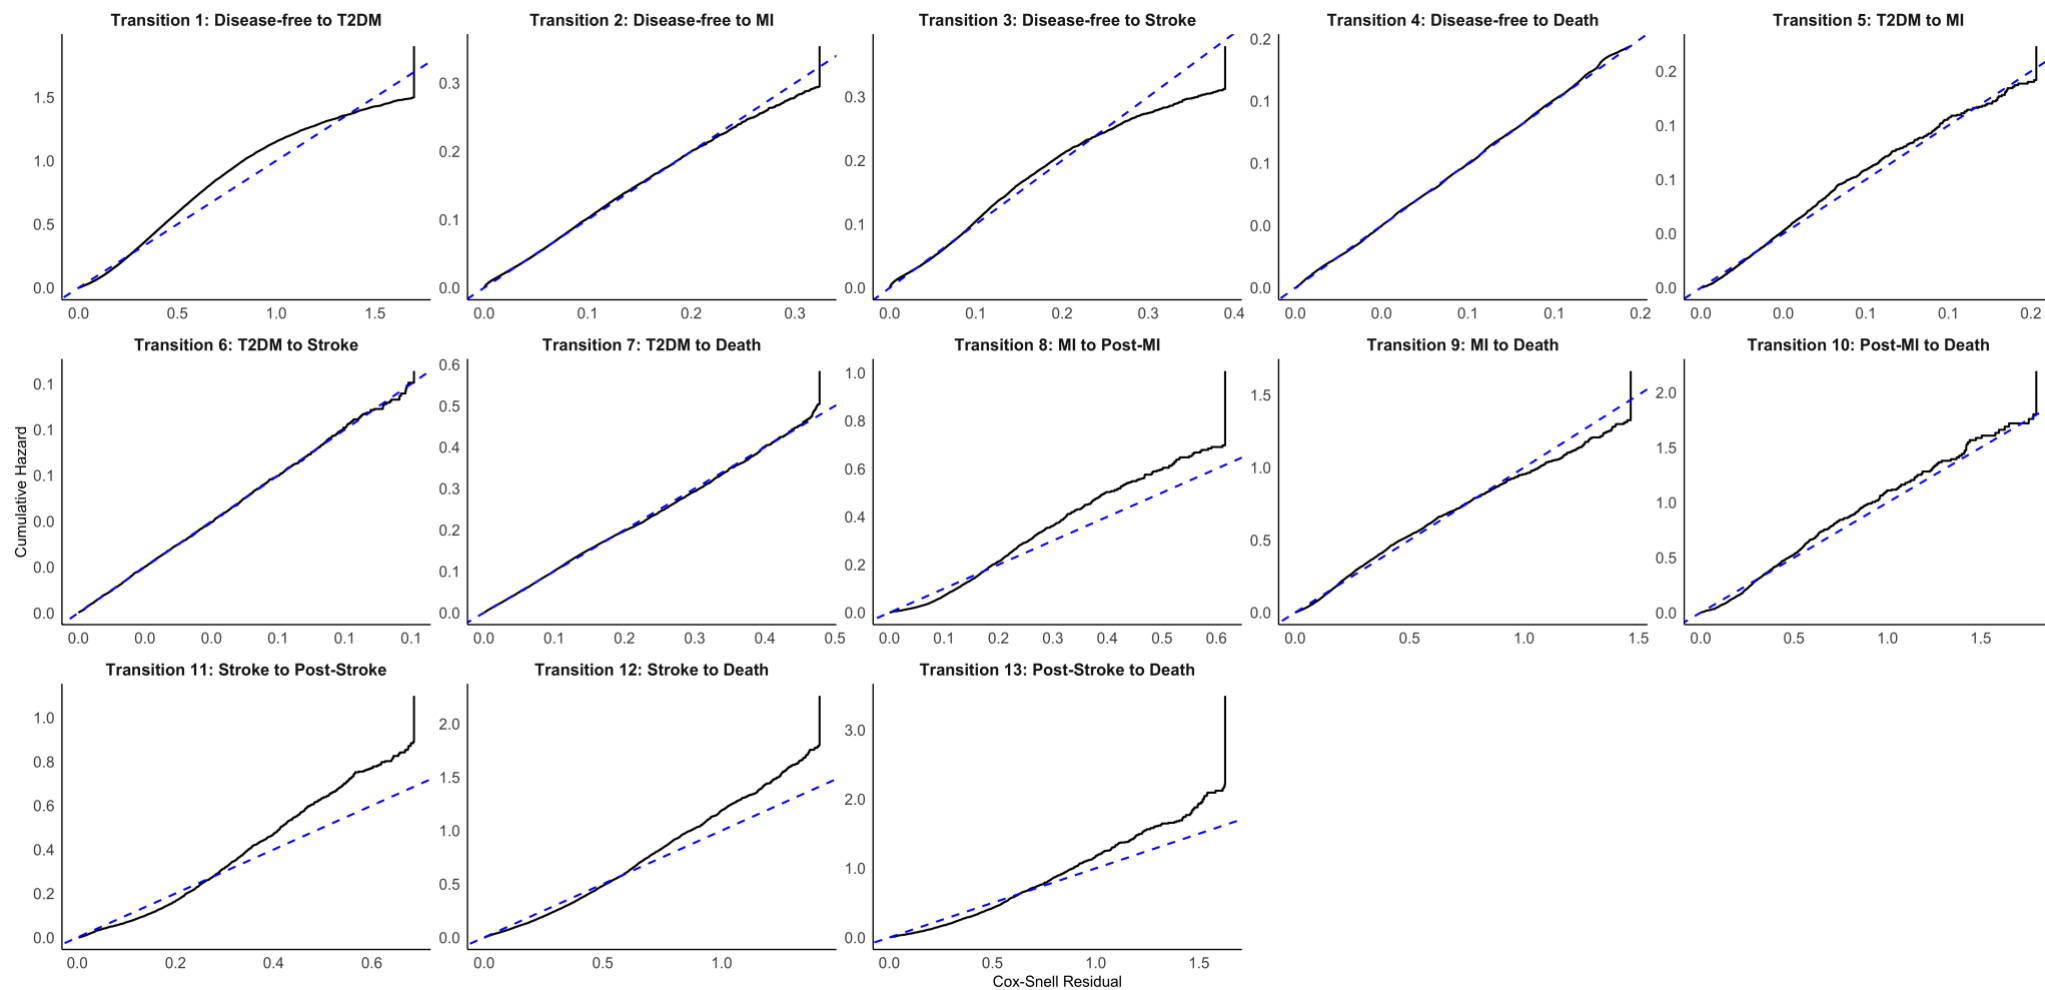 Transition 1: Disease-free to T2DM
Transition 2: Disease-free to MI
Transition 3: Disease-free to Stroke
Transition 4: Disease-free to Death
Transition 5: T2DM to MI
1.5
1.0
0.5
0.0
0.0 0.5 1.0 1.5
0.3
0.2
0.1
0.0
0.0 0.1 0.2 0.3
0.3
0.2
0.1
0.0
0.0 0.1 0.2 0.3 0.4
0.2
0.1
0.1
0.0
0.0
0.0 0.0 0.1 0.1 0.2
0.2
0.1
0.1
0.0
0.0
0.0 0.0 0.1 0.1 0.2
Transition 6: T2DM to Stroke
Transition 7: T2DM to Death
Transition 8: MI to Post-MI
Transition 9: MI to Death
Transition 10: Post-MI to Death
Cumulative Hazard
0.1
0.1
0.1
0.0
0.0
0.0
0.0 0.0 0.0 0.1 0.1 0.1
0.6
0.5
0.4
0.3
0.2
0.1
0.0
0.0 0.1 0.2 0.3 0.4 0.5
1.0
0.8
0.6
0.4
0.2
0.0
0.0 0.1 0.2 0.3 0.4 0.5 0.6
1.5
1.0
0.5
0.0
0.0 0.5 1.0 1.5
2.0
1.5
1.0
0.5
0.0
0.0 0.5 1.0 1.5
Transition 11: Stroke to Post-Stroke
Transition 12: Stroke to Death
Transition 13: Post-Stroke to Death
1.0
0.8
0.6
0.4
0.2
0.0
0.0 0.2 0.4 0.6
2.0
1.5
1.0
0.5
0.0
0.0 0.5 1.0
3.0
2.0
1.0
0.0
0.0 0.5 1.0 1.5
Cox-Snell Residual